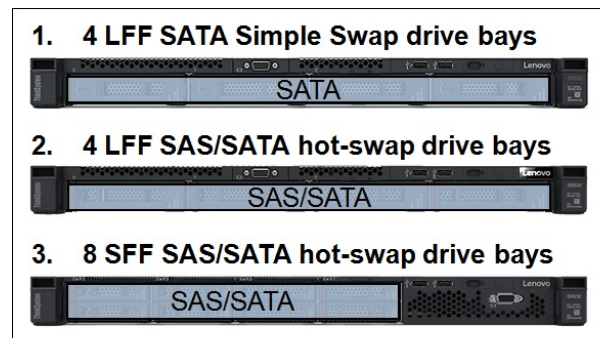 1. 4 LFF SATA Simple Swap drive bays
Lenovo
SATA
2. 4 LFF SAS/SATA hot-swap drive bays
Lenovo
SAS/SATA
3. 8 SFF SAS/SATA hot-swap drive bays
Lenovo
SAS/SATA